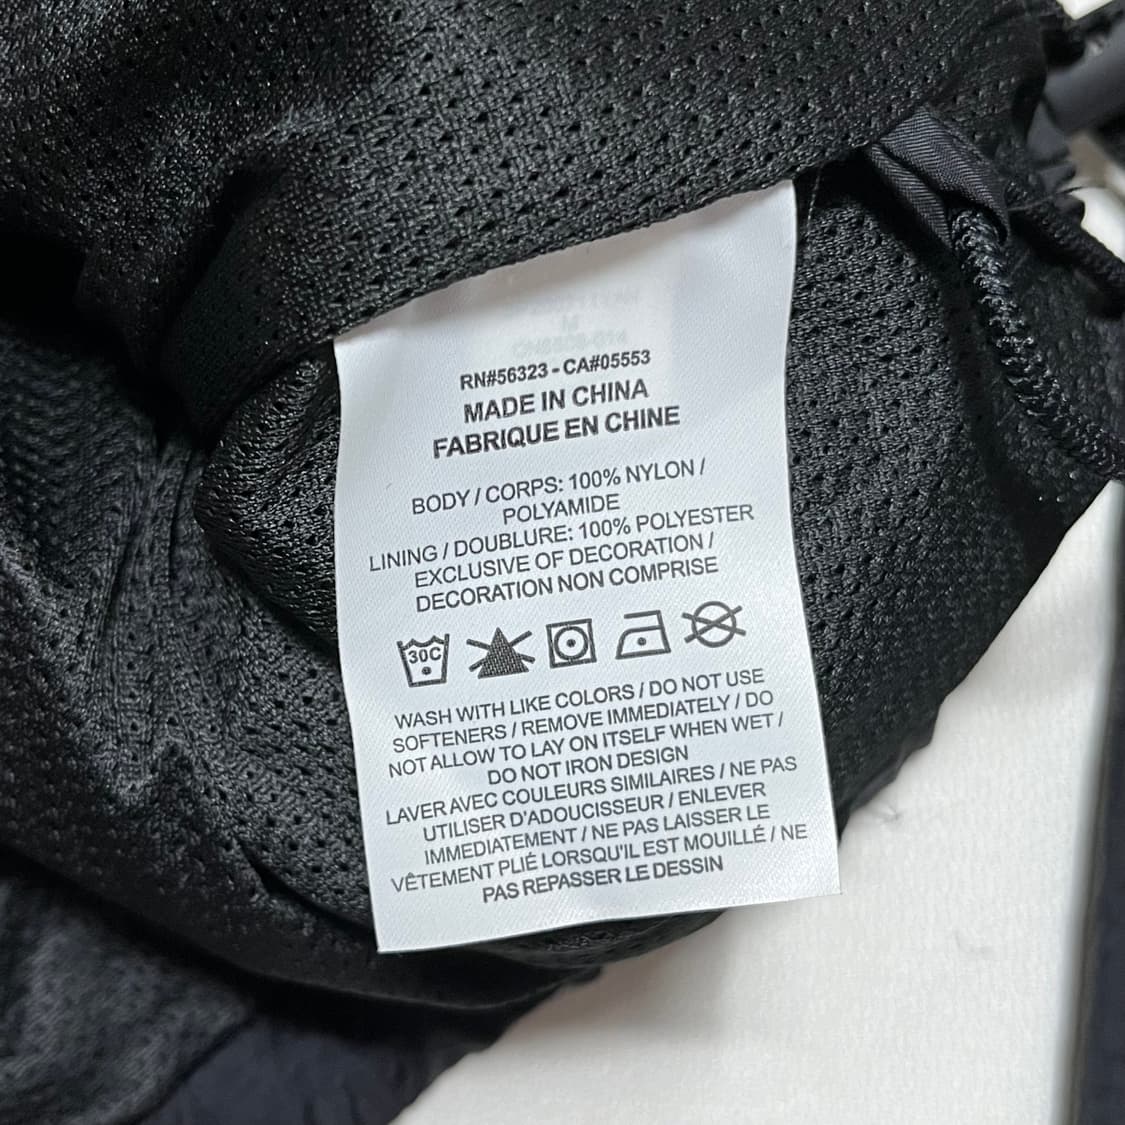 RN#56323 - CA#05553
MADE IN CHINA
FABRIQUE EN CHINE
BODY / CORPS: 100% NYLON /
POLYAMIDE
LINING / DOUBLURE: 100% POLYESTER
EXCLUSIVE OF DECORATION /
DECORATION NON COMPRISE
30C
WASH WITH LIKE COLORS / DO NOT USE
SOFTENERS / REMOVE IMMEDIATELY / DO
NOT ALLOW TO LAY ON ITSELF WHEN WET /
DO NOT IRON DESIGN
LAVER AVEC COULEURS SIMILAIRES / NE PAS
UTILISER D'ADOUCISSEUR / ENLEVER
IMMEDIATEMENT / NE PAS LAISSER LE
VÊTEMENT PLIÉ LORSQU'IL EST MOUILLÉ / NE
PAS REPASSER LE DESSIN